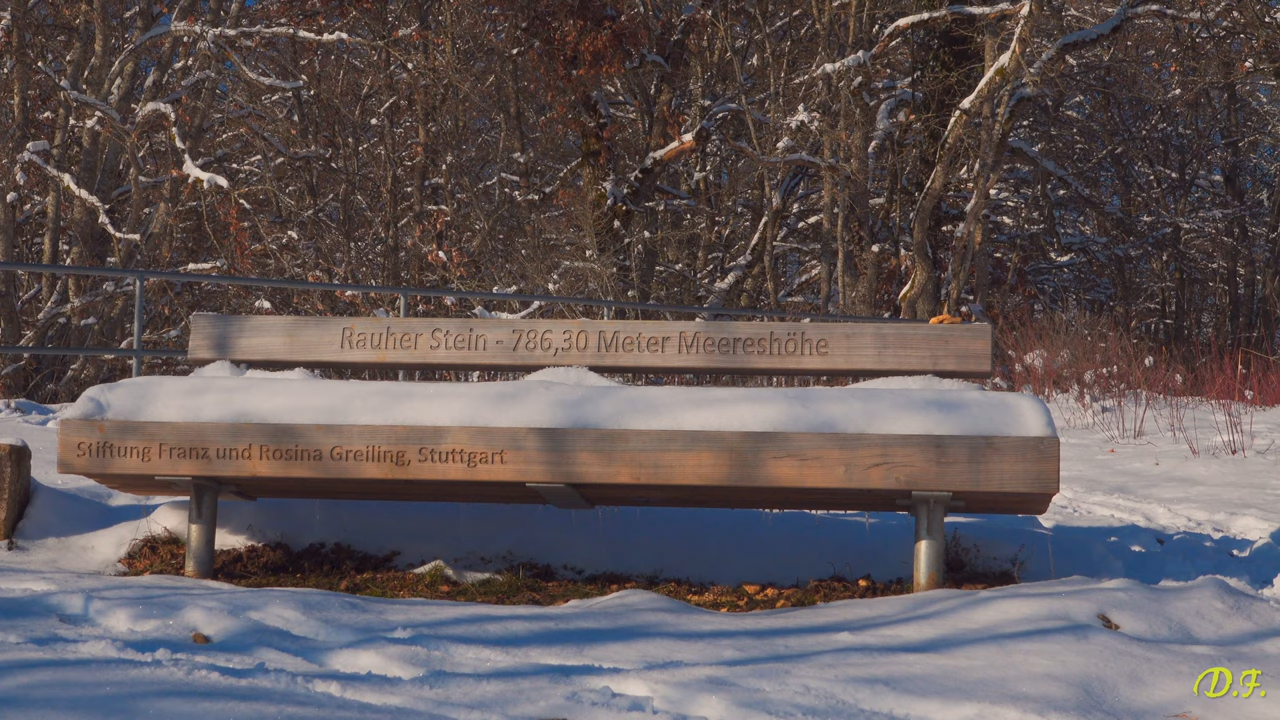 Rauher Stein - 786,30 Meter Meereshöhe
Stiftung Franz und Rosina Greiling, Stuttgart
D.F.